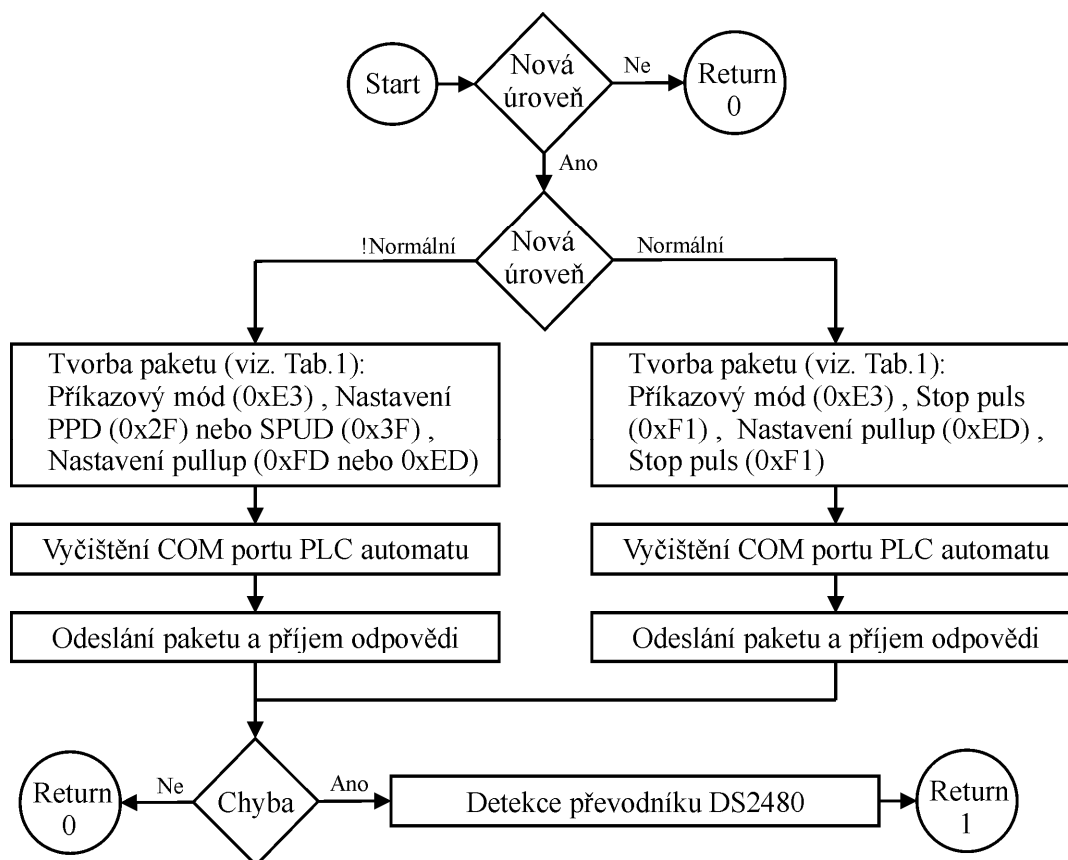 Start
Nová
úroveň
Ne
Return
0
Ano
!Normální
Nová
úroveň
Normální
Tvorba paketu (viz. Tab.1):
Příkazový mód (0xE3) , Nastavení
PPD (0x2F) nebo SPUD (0x3F) ,
Nastavení pullup (0xFD nebo 0xED)
Tvorba paketu (viz. Tab.1):
Příkazový mód (0xE3) , Stop puls
(0xF1) , Nastavení pullup (0xED) ,
Stop puls (0xF1)
Vyčištění COM portu PLC automatu
Vyčištění COM portu PLC automatu
Odeslání paketu a příjem odpovědi
Odeslání paketu a příjem odpovědi
Return
0
Ne
Chyba
Ano
Detekce převodníku DS2480
Return
1